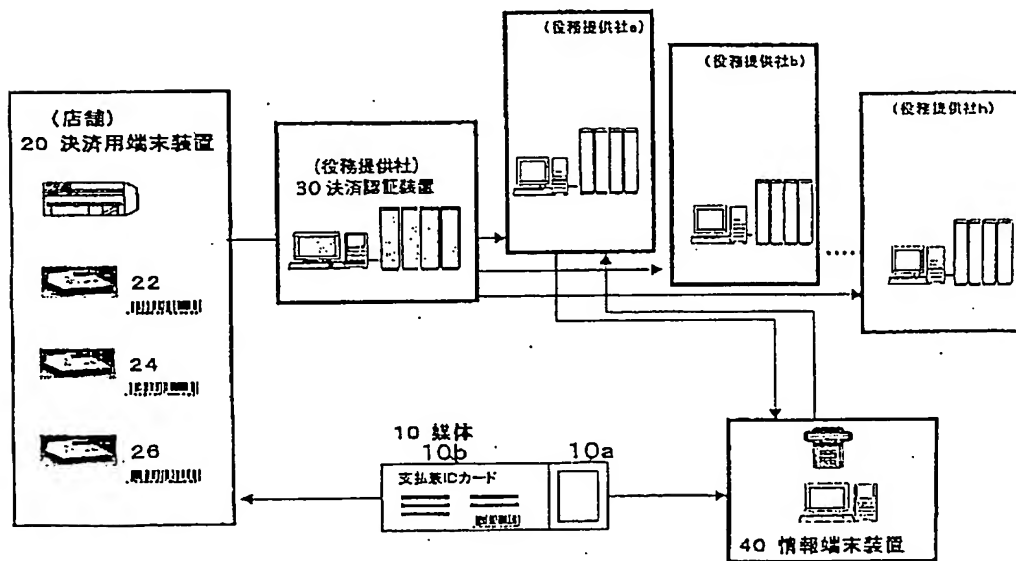 (店舗)
20 決済用端末装置
22
24
26
(役務提供社)
30 決済認証装置
(役務提供社a)
(役務提供社b)
(役務提供社h)
.....
10 媒体
10b
10a
支払兼ICカード
40 情報端末装置